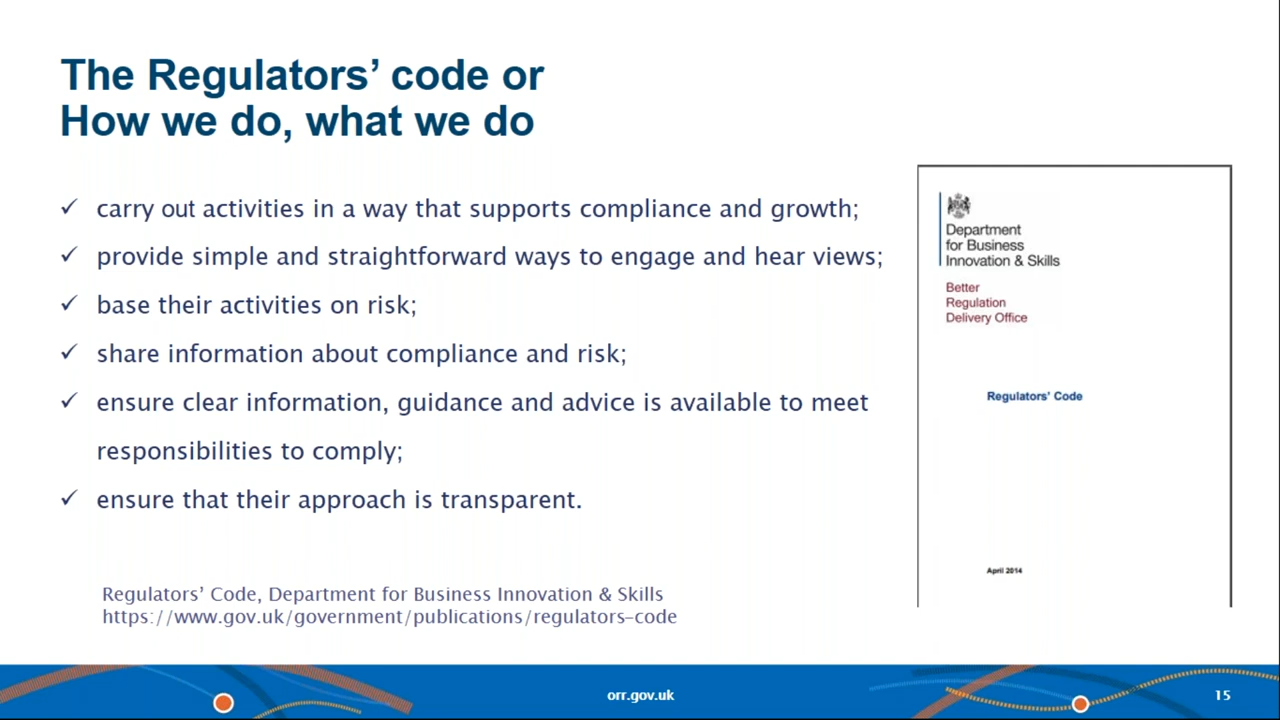 The Regulators’ code or
How we do, what we do
✓ carry out activities in a way that supports compliance and growth;
✓ provide simple and straightforward ways to engage and hear views;
✓ base their activities on risk;
✓ share information about compliance and risk;
✓ ensure clear information, guidance and advice is available to meet
responsibilities to comply;
✓ ensure that their approach is transparent.
Regulators’ Code, Department for Business Innovation & Skills
https://www.gov.uk/government/publications/regulators-code
Department
for Business
Innovation & Skills
Better
Regulation
Delivery Office
Regulators’ Code
April 2014
orr.gov.uk
15